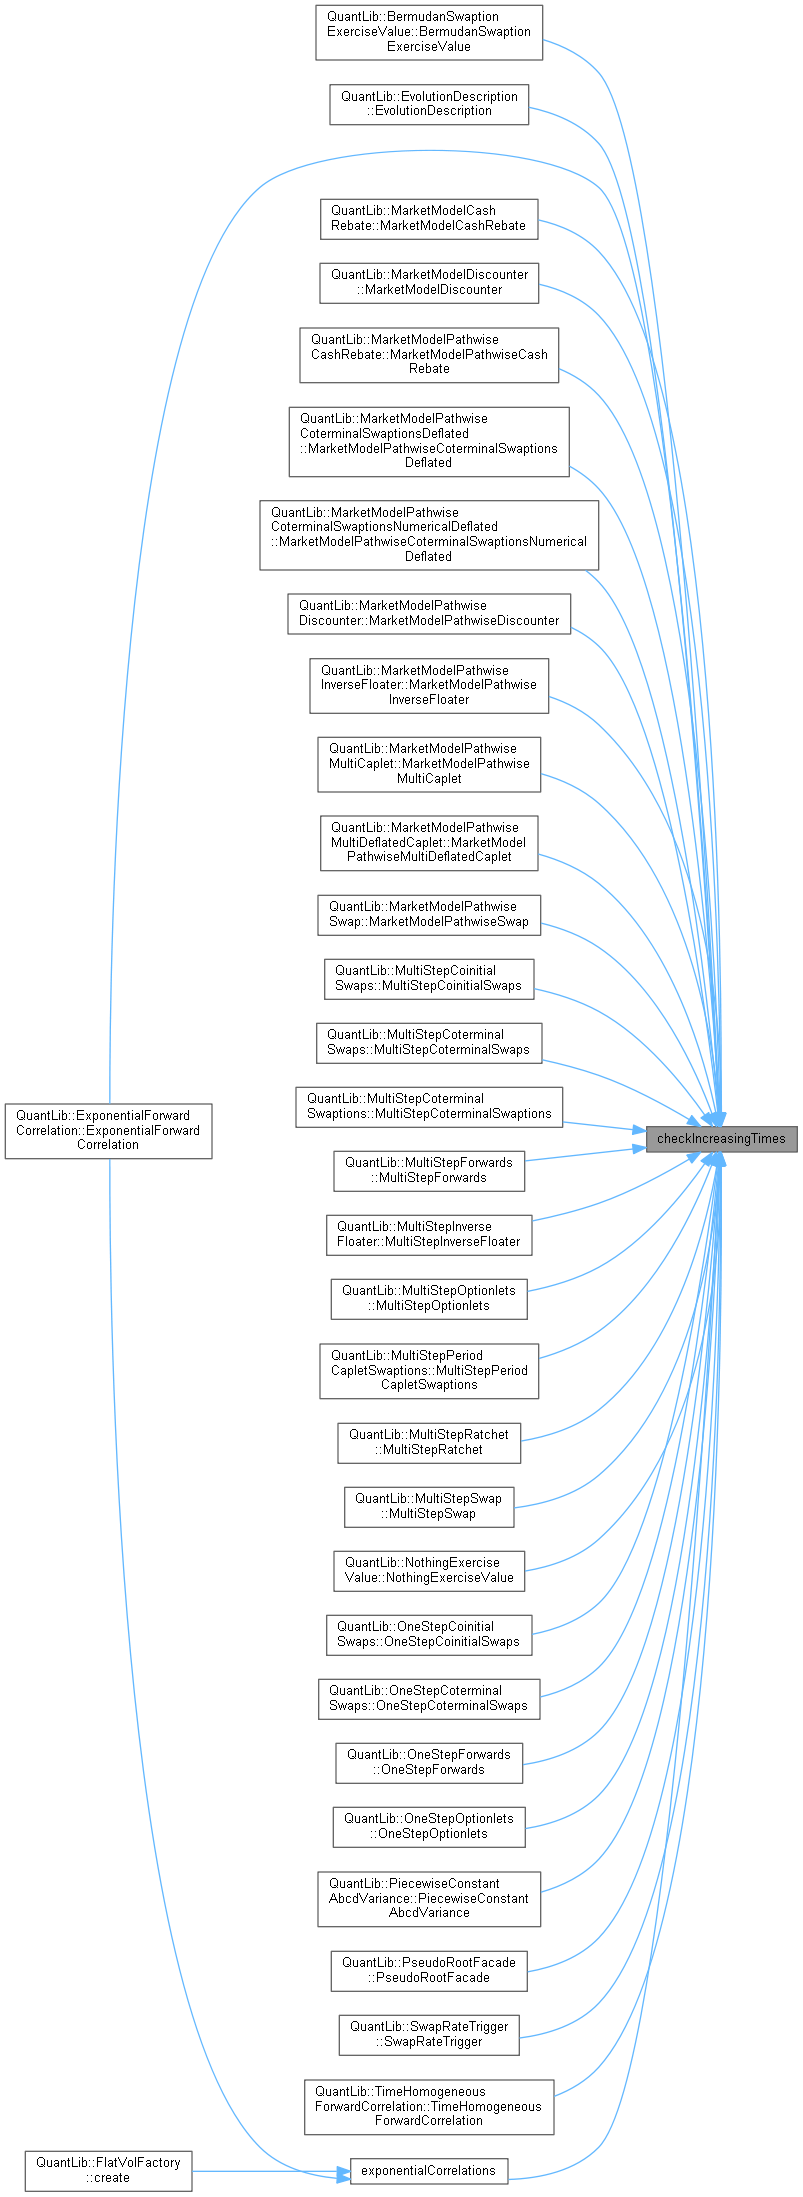 QuantLib::BermudanSwaption
ExerciseValue::BermudanSwaption
ExerciseValue
QuantLib::EvolutionDescription
::EvolutionDescription
QuantLib::MarketModelCash
Rebate::MarketModelCashRebate
QuantLib::MarketModelDiscounter
::MarketModelDiscounter
QuantLib::MarketModelPathwise
CashRebate::MarketModelPathwiseCash
Rebate
QuantLib::MarketModelPathwise
CoterminalSwaptionsDeflated
::MarketModelPathwiseCoterminalSwaptions
Deflated
QuantLib::MarketModelPathwise
CoterminalSwaptionsNumericalDeflated
::MarketModelPathwiseCoterminalSwaptionsNumerical
Deflated
QuantLib::MarketModelPathwise
Discounter::MarketModelPathwiseDiscounter
QuantLib::MarketModelPathwise
InverseFloater::MarketModelPathwise
InverseFloater
QuantLib::MarketModelPathwise
MultiCaplet::MarketModelPathwise
MultiCaplet
QuantLib::MarketModelPathwise
MultiDeflatedCaplet::MarketModel
PathwiseMultiDeflatedCaplet
QuantLib::MarketModelPathwise
Swap::MarketModelPathwiseSwap
QuantLib::MultiStepCoinitial
Swaps::MultiStepCoinitialSwaps
QuantLib::MultiStepCoterminal
Swaps::MultiStepCoterminalSwaps
QuantLib::MultiStepCoterminal
Swaptions::MultiStepCoterminalSwaptions
QuantLib::ExponentialForward
Correlation::ExponentialForward
Correlation
checkIncreasingTimes
QuantLib::MultiStepForwards
::MultiStepForwards
QuantLib::MultiStepInverse
Floater::MultiStepInverseFloater
QuantLib::MultiStepOptionlets
::MultiStepOptionlets
QuantLib::MultiStepPeriod
CapletSwaptions::MultiStepPeriod
CapletSwaptions
QuantLib::MultiStepRatchet
::MultiStepRatchet
QuantLib::MultiStepSwap
::MultiStepSwap
QuantLib::NothingExercise
Value::NothingExerciseValue
QuantLib::OneStepCoinitial
Swaps::OneStepCoinitialSwaps
QuantLib::OneStepCoterminal
Swaps::OneStepCoterminalSwaps
QuantLib::OneStepForwards
::OneStepForwards
QuantLib::OneStepOptionlets
::OneStepOptionlets
QuantLib::PiecewiseConstant
AbcdVariance::PiecewiseConstant
AbcdVariance
QuantLib::PseudoRootFacade
::PseudoRootFacade
QuantLib::SwapRateTrigger
::SwapRateTrigger
QuantLib::TimeHomogeneous
ForwardCorrelation::TimeHomogeneous
ForwardCorrelation
QuantLib::FlatVolFactory
::create
exponentialCorrelations